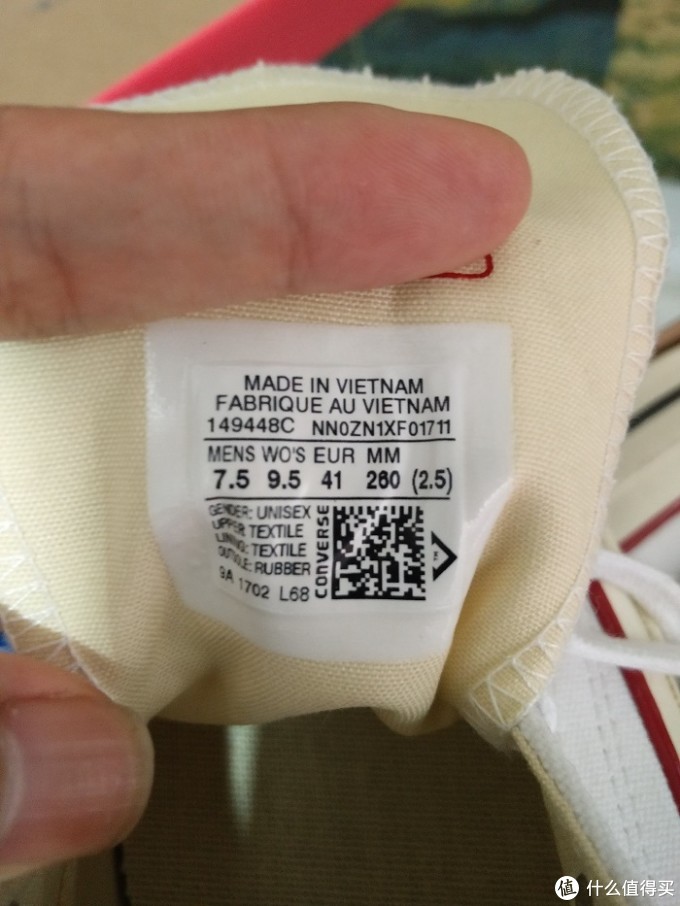 MADE IN VIETNAM
FABRIQUE AU VIETNAM
149448C NN0ZN1XF01711
MENS WO'S EUR MM
7.5 9.5 41 260 (2.5)
GENDER: UNISEX
UPPER TEXTILE
LINING: TEXTILE
OUTSOLE: RUBBER
9A 1702 L68
CONVERSE
TM
值 什么值得买